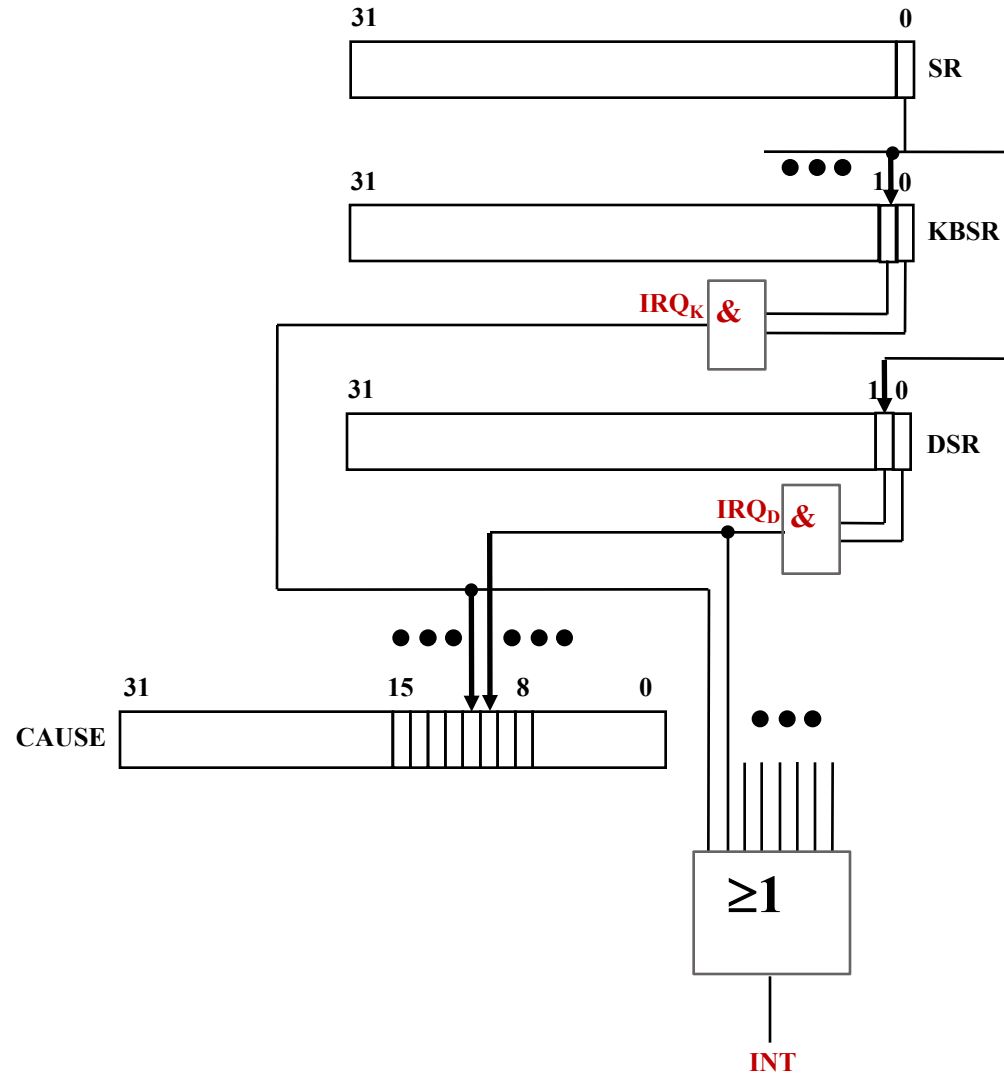 31 0
SR
●●●
31 1 0
KBSR
IRQK &
31 1 0
DSR
IRQD &
●●● ●●●
31 15 8 0
●●●
CAUSE
≥1
INT